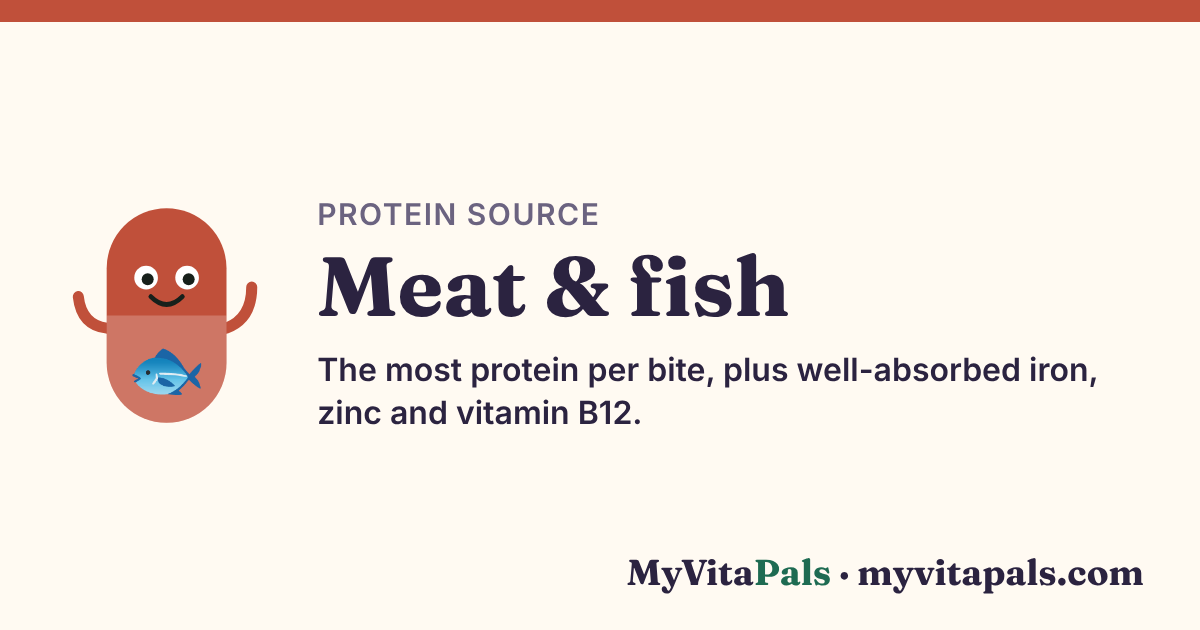 PROTEIN SOURCE
Meat & fish
The most protein per bite, plus well-absorbed iron,
zinc and vitamin B12.
MyVitaPals · myvitapals.com